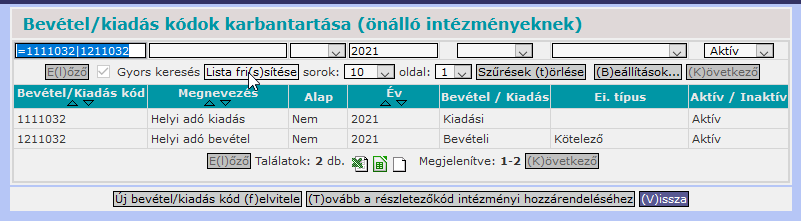 Bevétel/kiadás kódok karbantartása (önálló intézményeknek)
=1111032|1211032 2021 Aktív
E(l)őző Gyors keresés Lista fri(s)sítése sorok: 10 oldal: 1 Szűrések (t)örlése (B)eállítások... (K)övetkező
Bevétel/Kiadás kód Megnevezés Alap Év Bevétel / Kiadás Ei. típus Aktív / Inaktív
1111032 Helyi adó kiadás Nem 2021 Kiadási Aktív
1211032 Helyi adó bevétel Nem 2021 Bevételi Kötelező Aktív
E(l)őző Találatok: 2 db. Megjelenítve: 1-2 (K)övetkező
Új bevétel/kiadás kód (f)elvitele (T)ovább a részletezőkód intézményi hozzárendeléséhez (V)issza